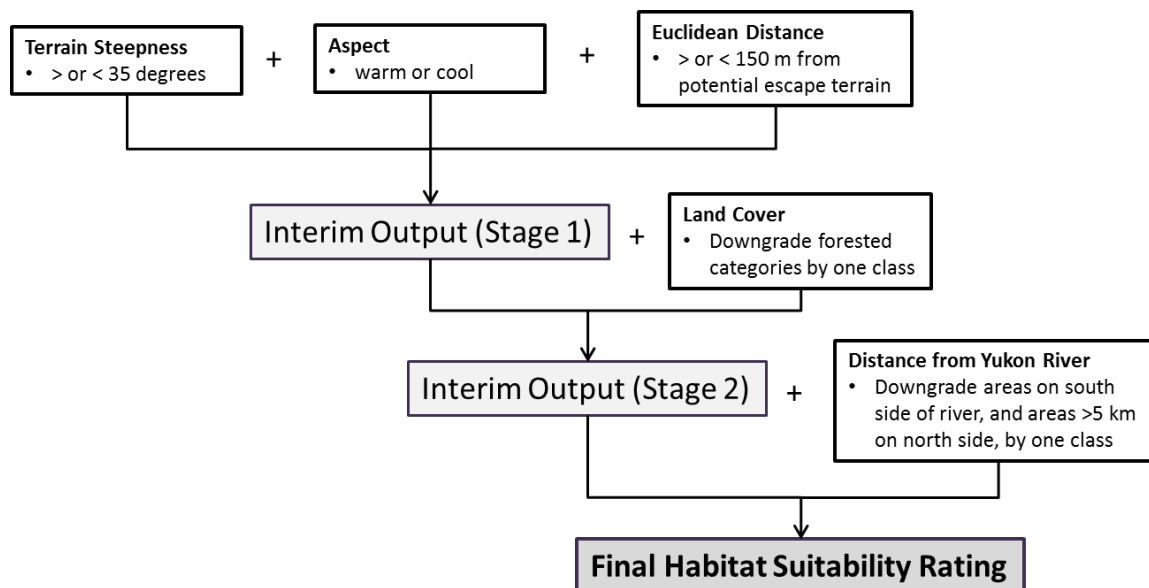 Terrain Steepness
• > or < 35 degrees
+
Aspect
• warm or cool
+
Euclidean Distance
• > or < 150 m from
potential escape terrain
Interim Output (Stage 1)
+
Land Cover
• Downgrade forested
categories by one class
Interim Output (Stage 2)
+
Distance from Yukon River
• Downgrade areas on south
side of river, and areas >5 km
on north side, by one class
Final Habitat Suitability Rating